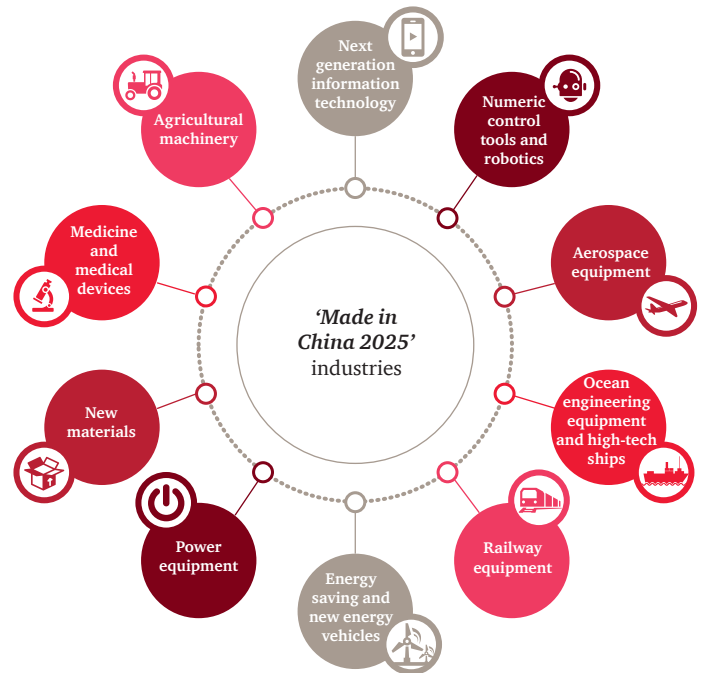 Next
generation
information
technology
Numeric
control
tools and
robotics
Aerospace
equipment
Ocean
engineering
equipment
and high-tech
ships
Railway
equipment
Energy
saving and
new energy
vehicles
Power
equipment
New
materials
Medicine
and
medical
devices
Agricultural
machinery
‘Made in
China 2025’
industries